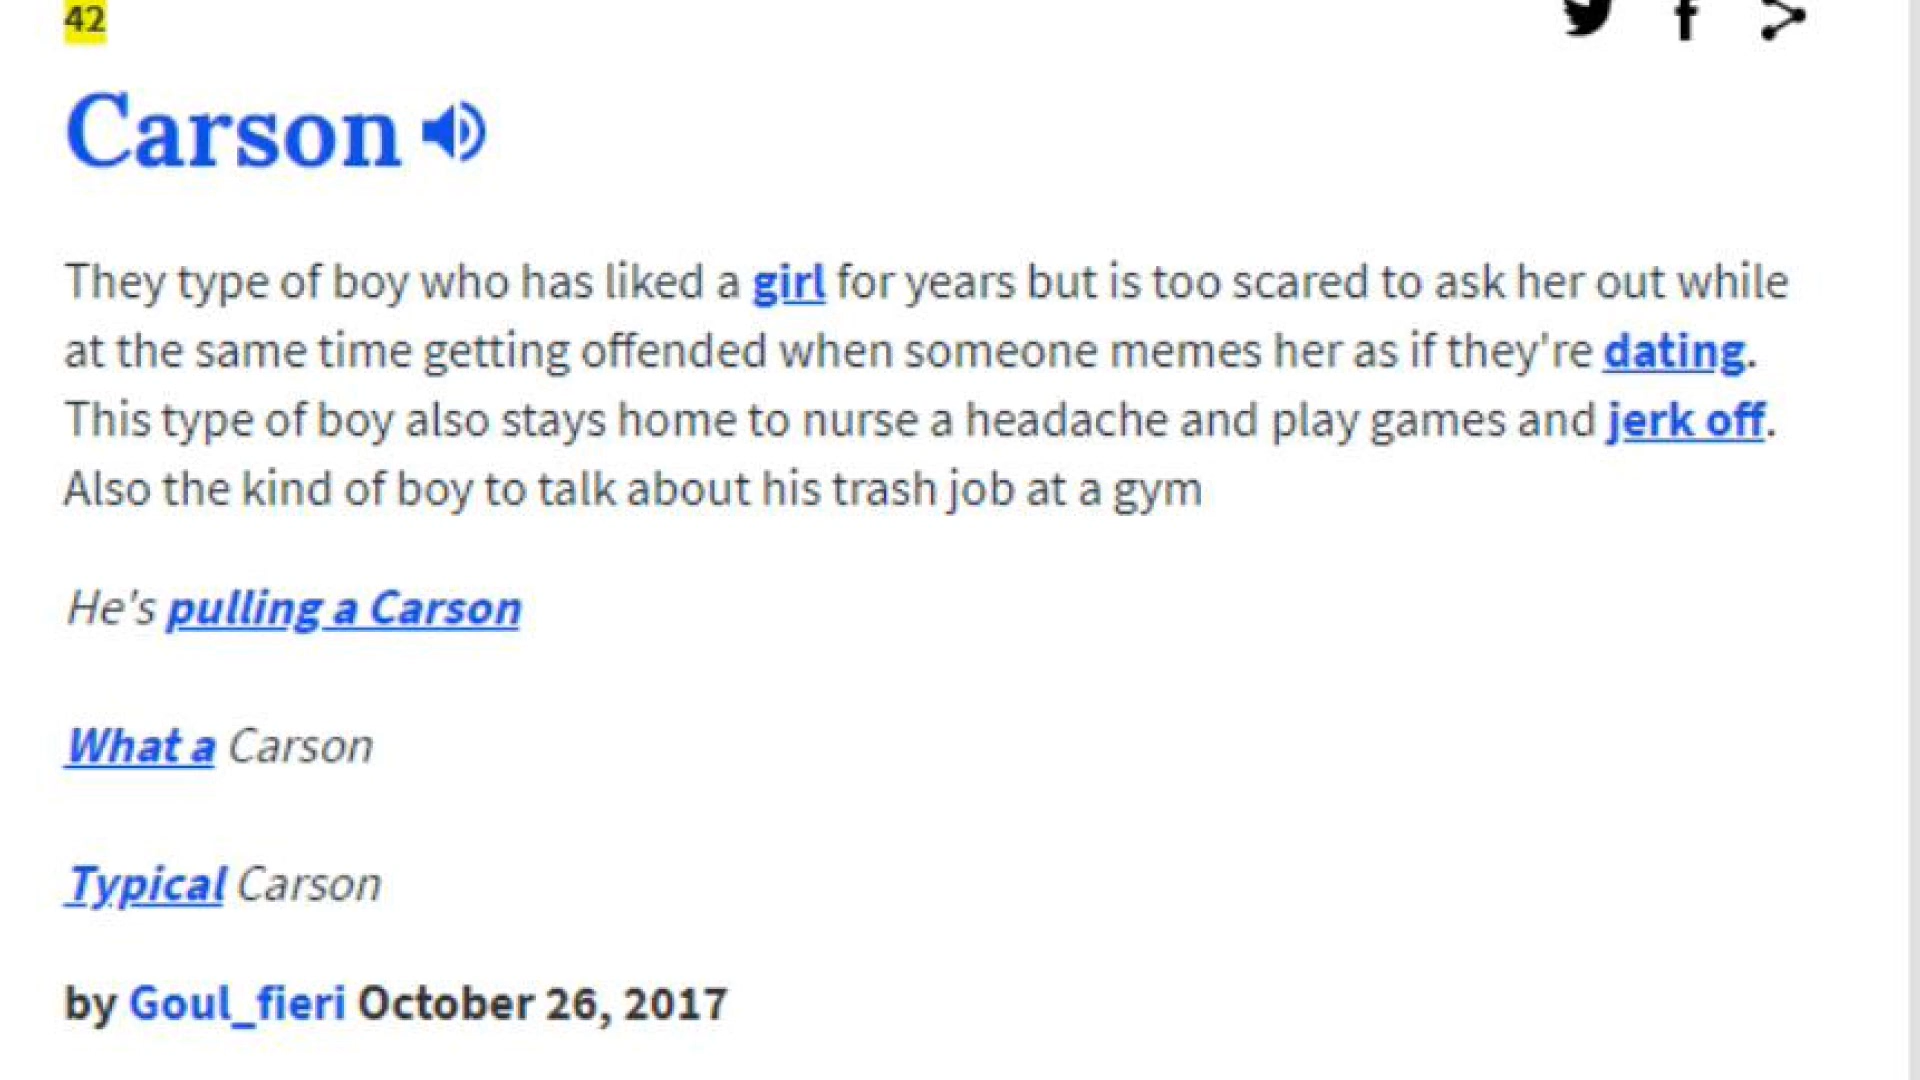 42
Carson
They type of boy who has liked a girl for years but is too scared to ask her out while
at the same time getting offended when someone memes her as if they're dating.
This type of boy also stays home to nurse a headache and play games and jerk off.
Also the kind of boy to talk about his trash job at a gym
He's pulling a Carson
What a Carson
Typical Carson
by Goul_fieri October 26, 2017